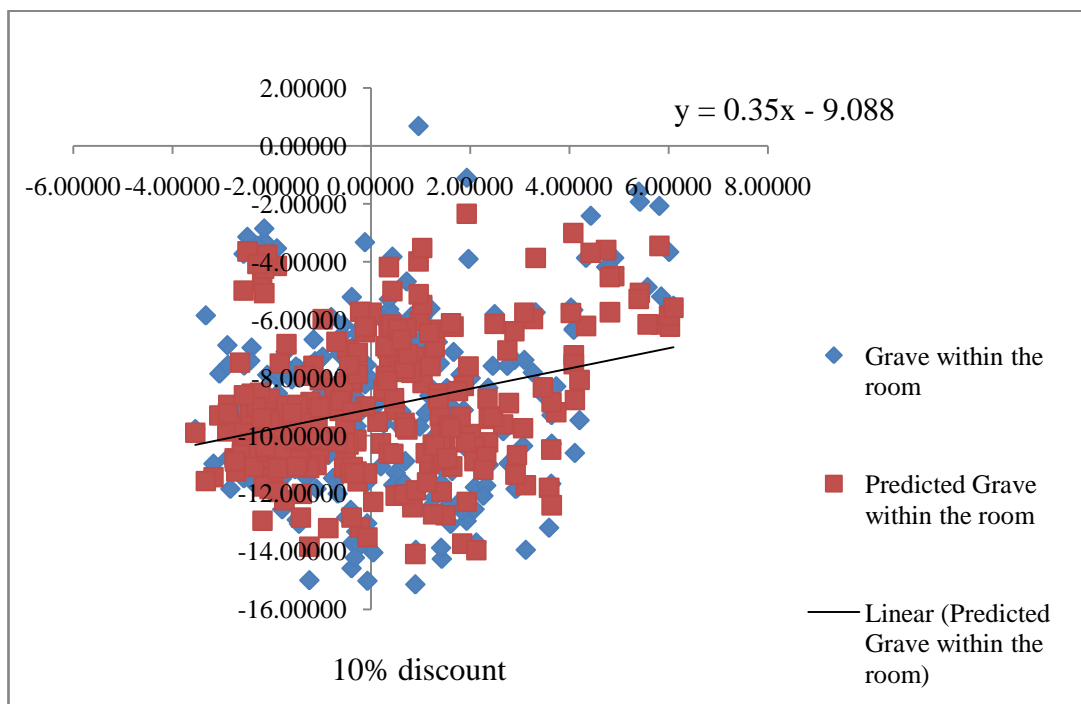 2.00000
y = 0.35x - 9.088
0.00000
-6.00000 -4.00000 -2.00000 0.00000 2.00000 4.00000 6.00000 8.00000
-2.00000
-4.00000
-6.00000
-8.00000
-10.00000
-12.00000
-14.00000
-16.00000
Grave within the
room
Predicted Grave
within the room
Linear (Predicted
Grave within the
room)
10% discount